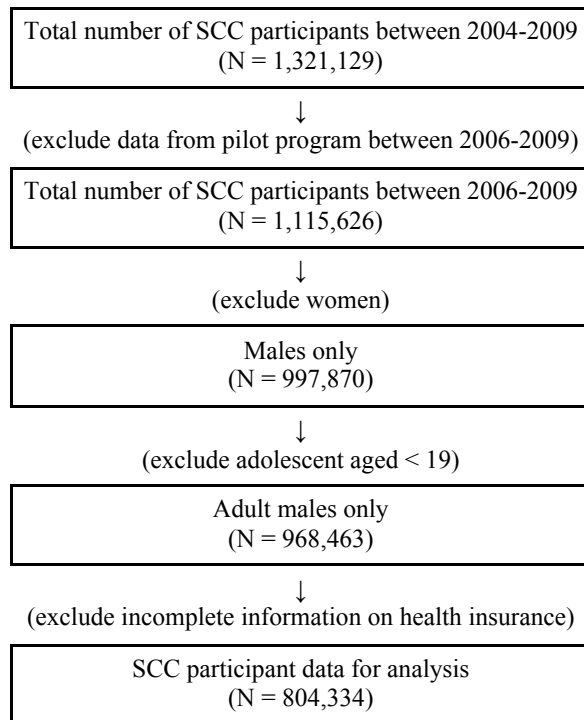 Total number of SCC participants between 2004-2009
(N = 1,321,129)
↓
(exclude data from pilot program between 2006-2009)
Total number of SCC participants between 2006-2009
(N = 1,115,626)
↓
(exclude women)
Males only
(N = 997,870)
↓
(exclude adolescent aged < 19)
Adult males only
(N = 968,463)
↓
(exclude incomplete information on health insurance)
SCC participant data for analysis
(N = 804,334)